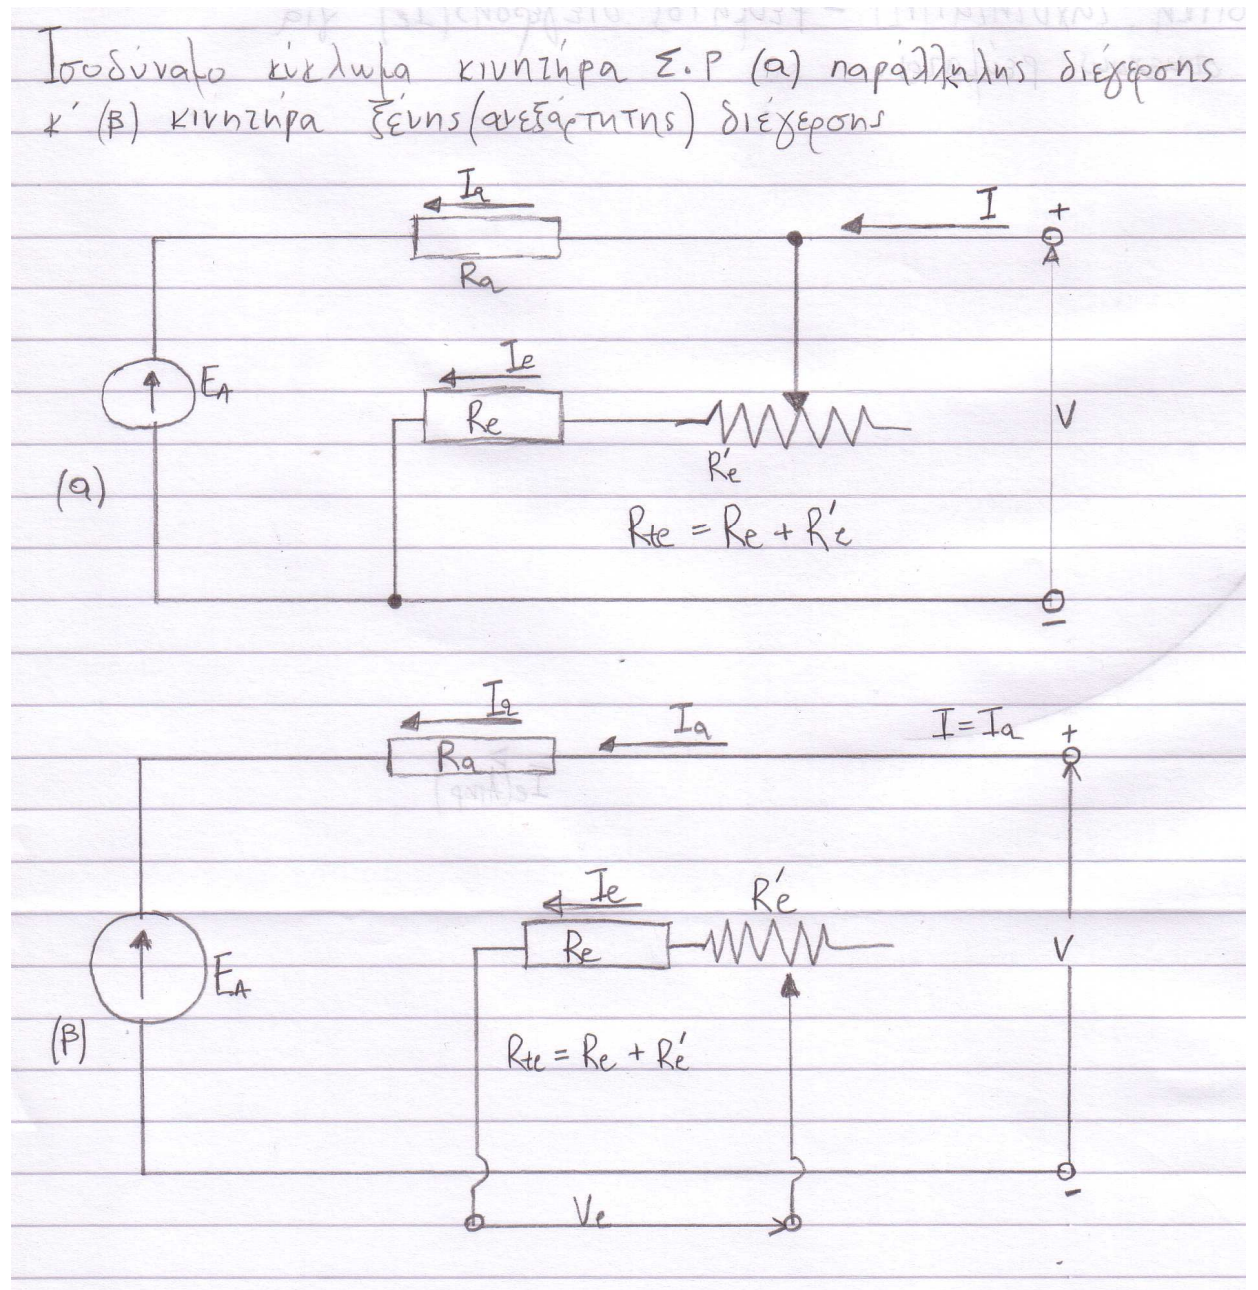 Ισοδύναμο κύκλωμα κινητήρα Σ.Ρ (α) παράλληλης διέγερσης
κ' (β) κινητήρα ξένης (ανεξάρτητης) διέγερσης
Ia
I
+
Ra
Ie
EA
Re
V
R'e
(α)
Rte = Re + R'e
-
Ia
Ia
I = Ia
+
Ra
Ie
R'e
Re
V
EA
(β)
Rte = Re + R'e
-
Ve